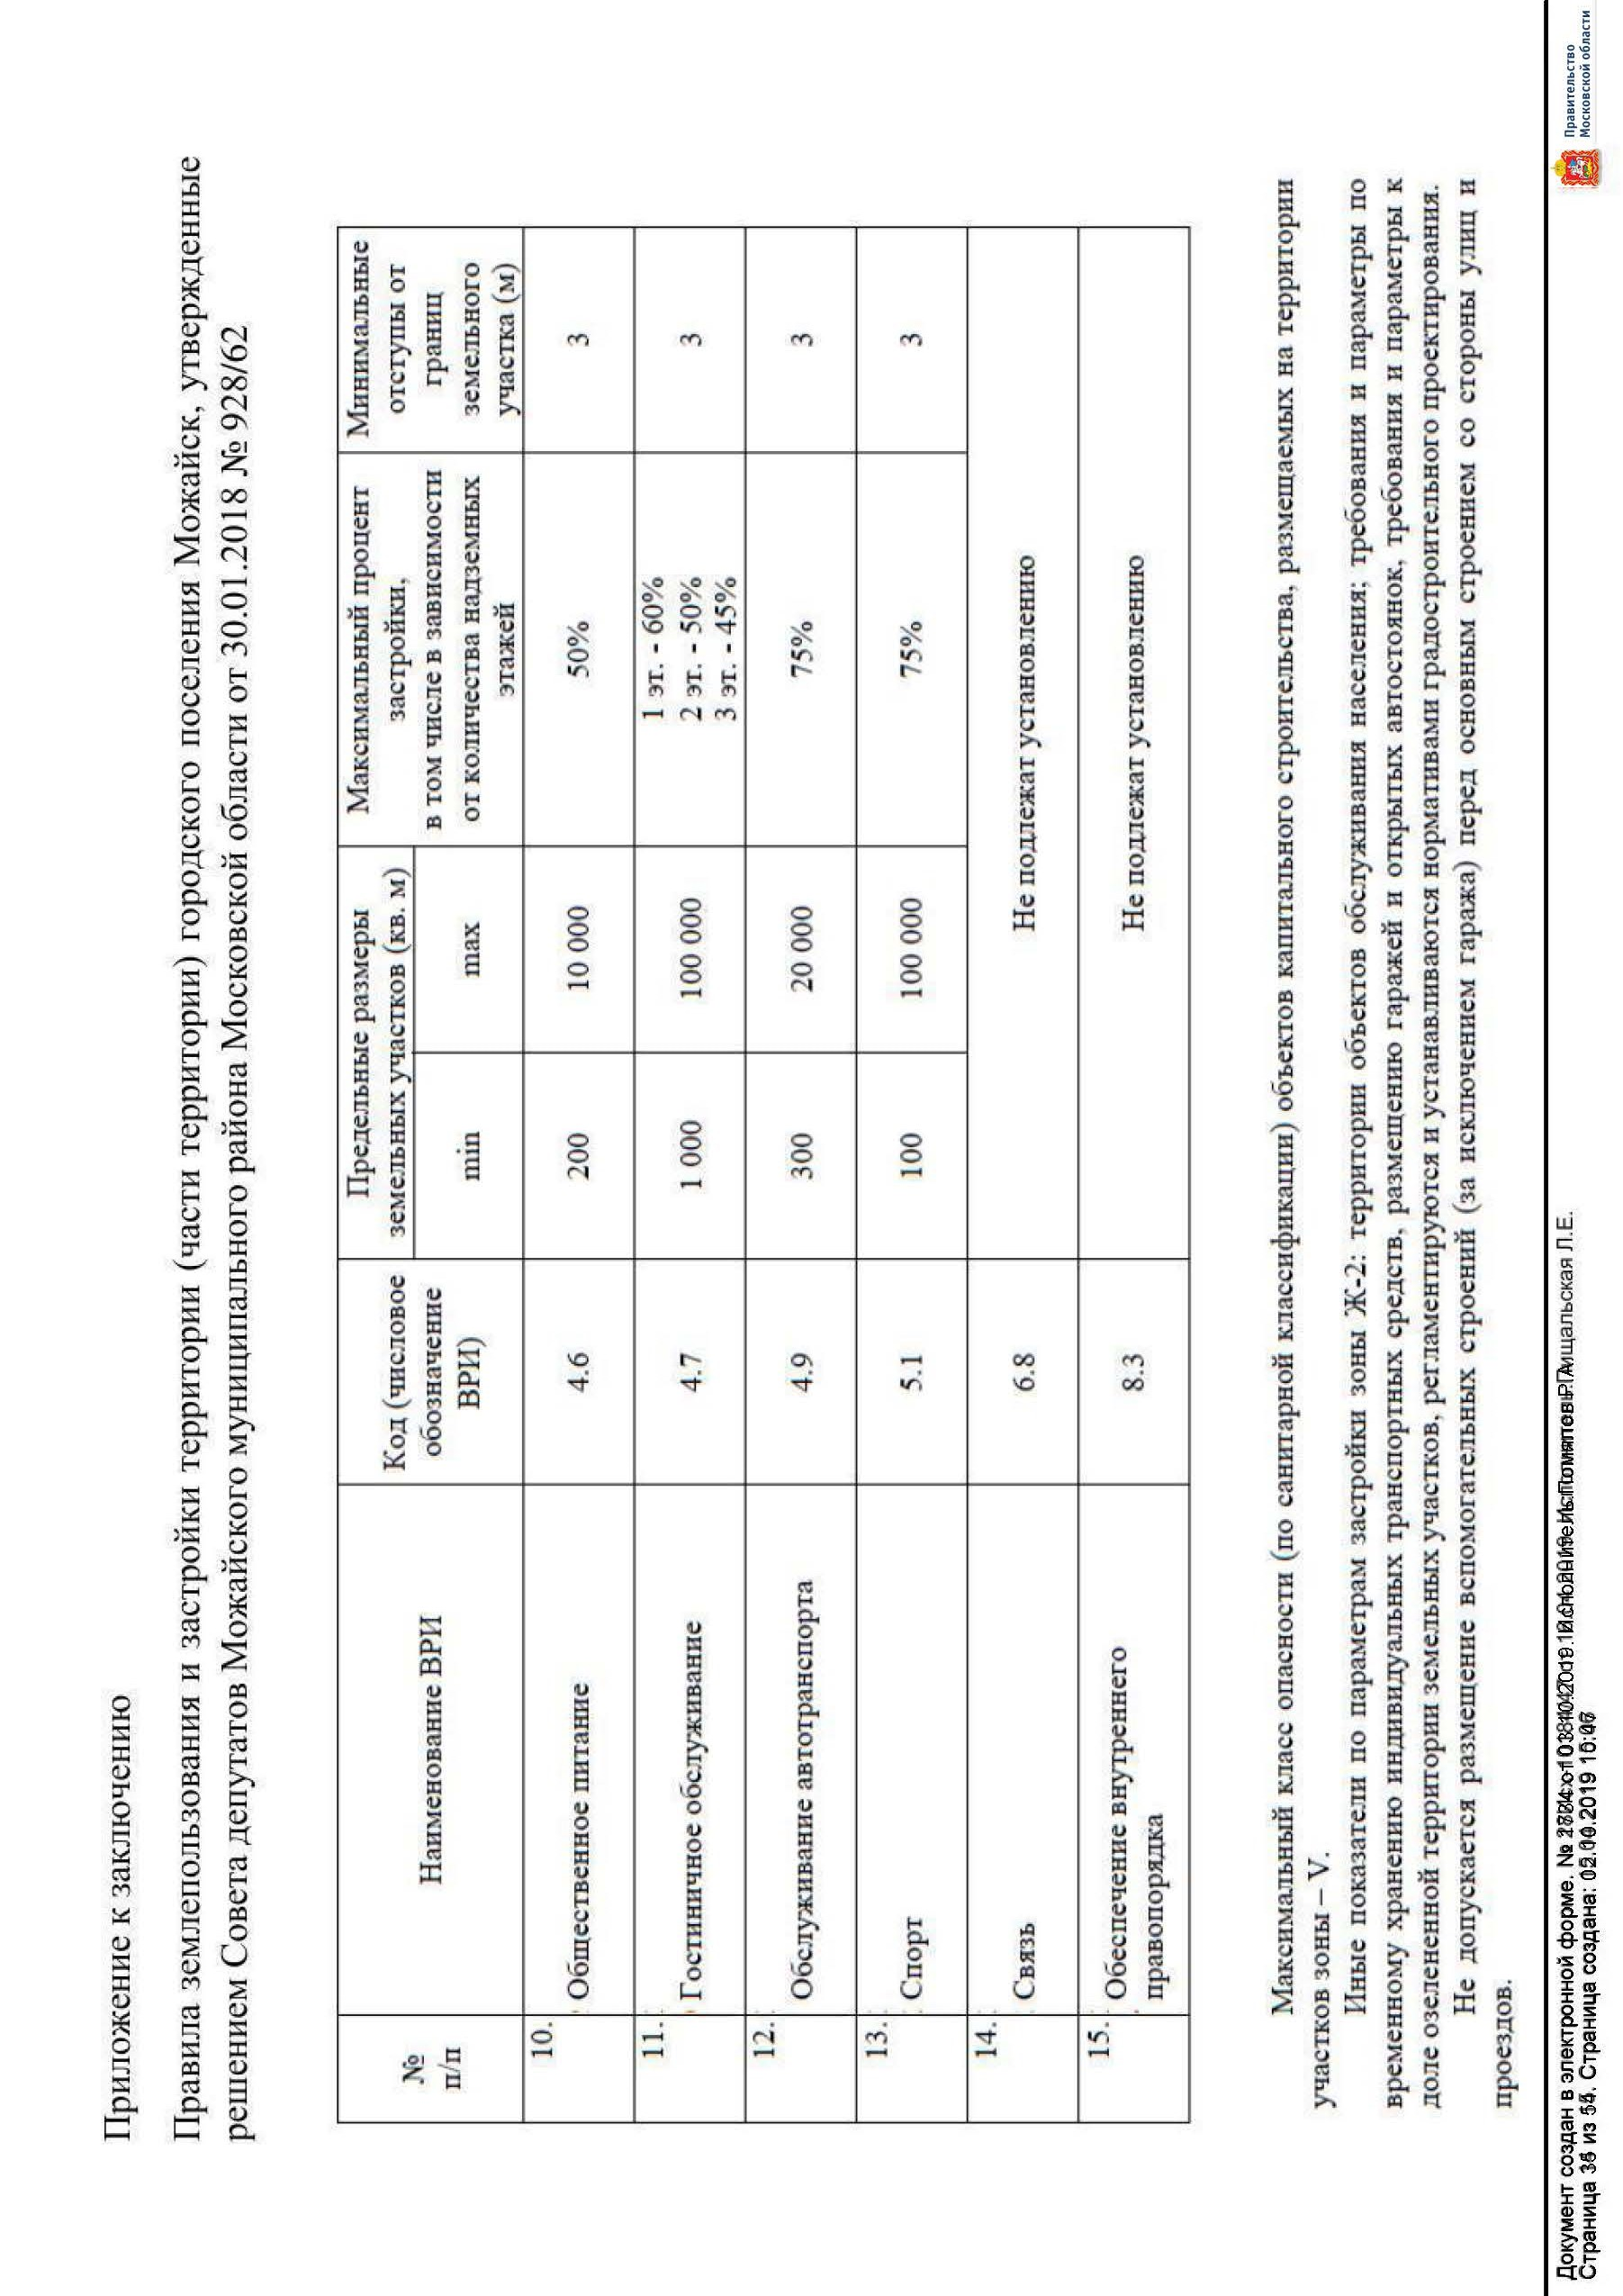 Приложение к заключению
Правила землепользования и застройки территории (части территории) городского поселения Можайск, утвержденные
решением Совета депутатов Можайского муниципального района Московской области от 30.01.2018 № 928/62
№
п/п
Наименование ВРИ
Код (числовое
обозначение
ВРИ)
Предельные размеры
земельных участков (кв. м)
min
max
Максимальный процент
застройки,
в том числе в зависимости
от количества надземных
этажей
Минимальные
отступы от
границ
земельного
участка (м)
10. Общественное питание 4.6 200 10 000 50% 3
11. Гостиничное обслуживание 4.7 1 000 100 000 1 эт. - 60% 3
2 эт. - 50%
3 эт. - 45%
12. Обслуживание автотранспорта 4.9 300 20 000 75% 3
13. Спорт 5.1 100 100 000 75% 3
14. Связь 6.8 Не подлежат установлению
15. Обеспечение внутреннего 8.3 Не подлежат установлению
правопорядка
Максимальный класс опасности (по санитарной классификации) объектов капитального строительства, размещаемых на территории
участков зоны – V.
Иные показатели по параметрам застройки зоны Ж-2: территории объектов обслуживания населения; требования и параметры по
временному хранению индивидуальных транспортных средств, размещению гаражей и открытых автостоянок, требования и параметры к
доле озелененной территории земельных участков, регламентируются и устанавливаются нормативами градостроительного проектирования.
Не допускается размещение вспомогательных строений (за исключением гаража) перед основным строением со стороны улиц и
проездов.
Документ создан в электронной форме. №
Страница из Страница создана:
Правительство
Московской области